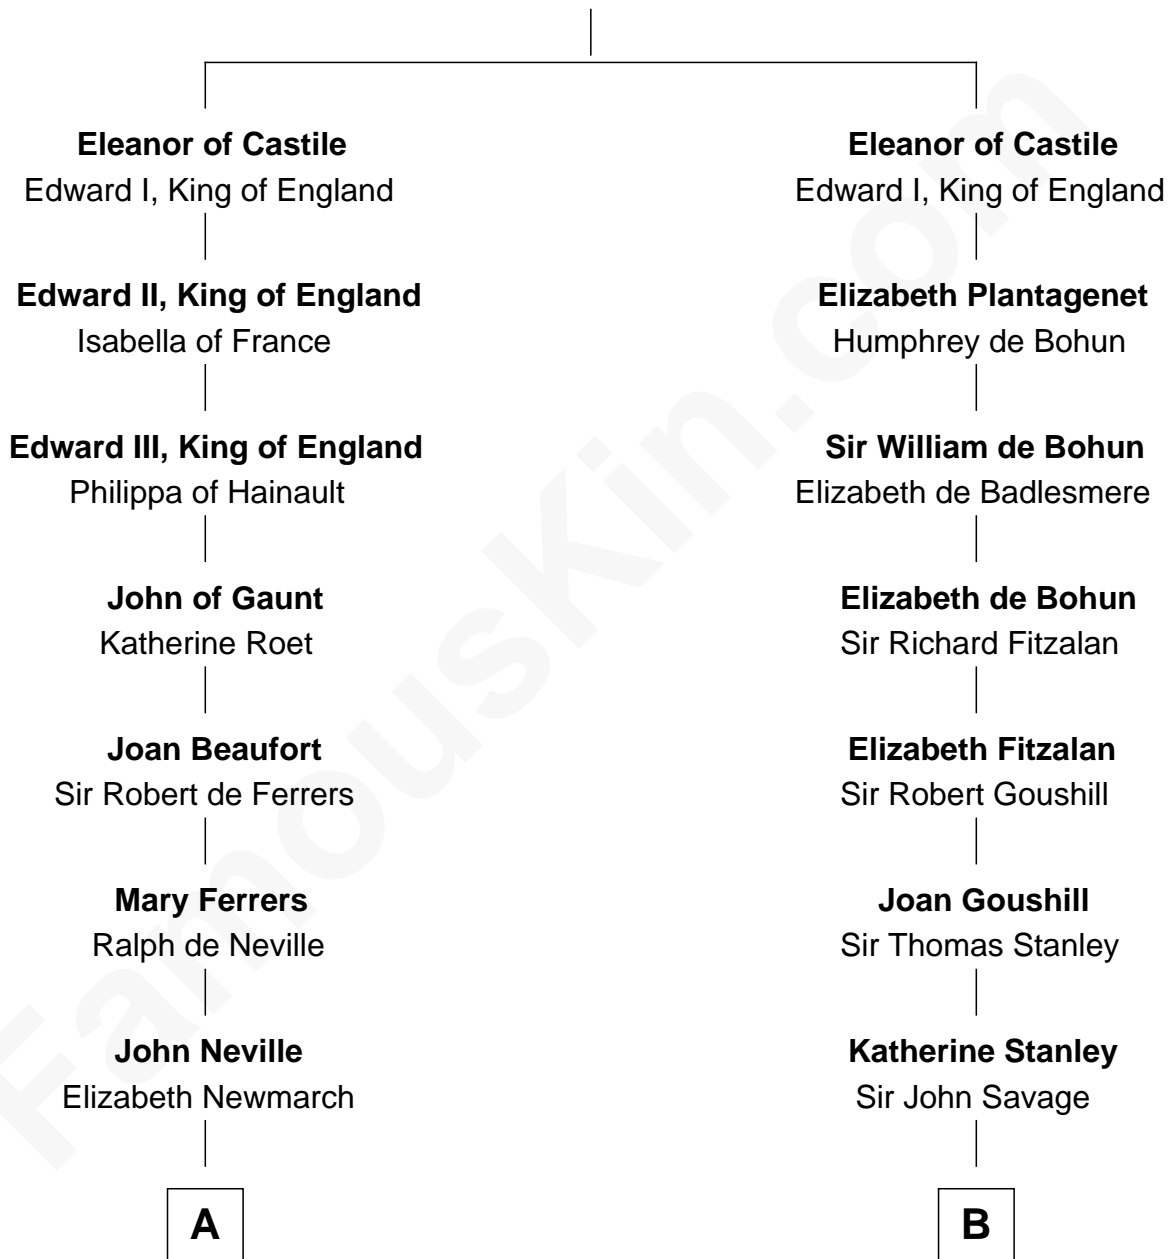 Eleanor of Castile
Edward I, King of England
Edward II, King of England
Isabella of France
Edward III, King of England
Philippa of Hainault
John of Gaunt
Katherine Roet
Joan Beaufort
Sir Robert de Ferrers
Mary Ferrers
Ralph de Neville
John Neville
Elizabeth Newmarch
A
Eleanor of Castile
Edward I, King of England
Elizabeth Plantagenet
Humphrey de Bohun
Sir William de Bohun
Elizabeth de Badlesmere
Elizabeth de Bohun
Sir Richard Fitzalan
Elizabeth Fitzalan
Sir Robert Goushill
Joan Goushill
Sir Thomas Stanley
Katherine Stanley
Sir John Savage
B
FamousKin.com